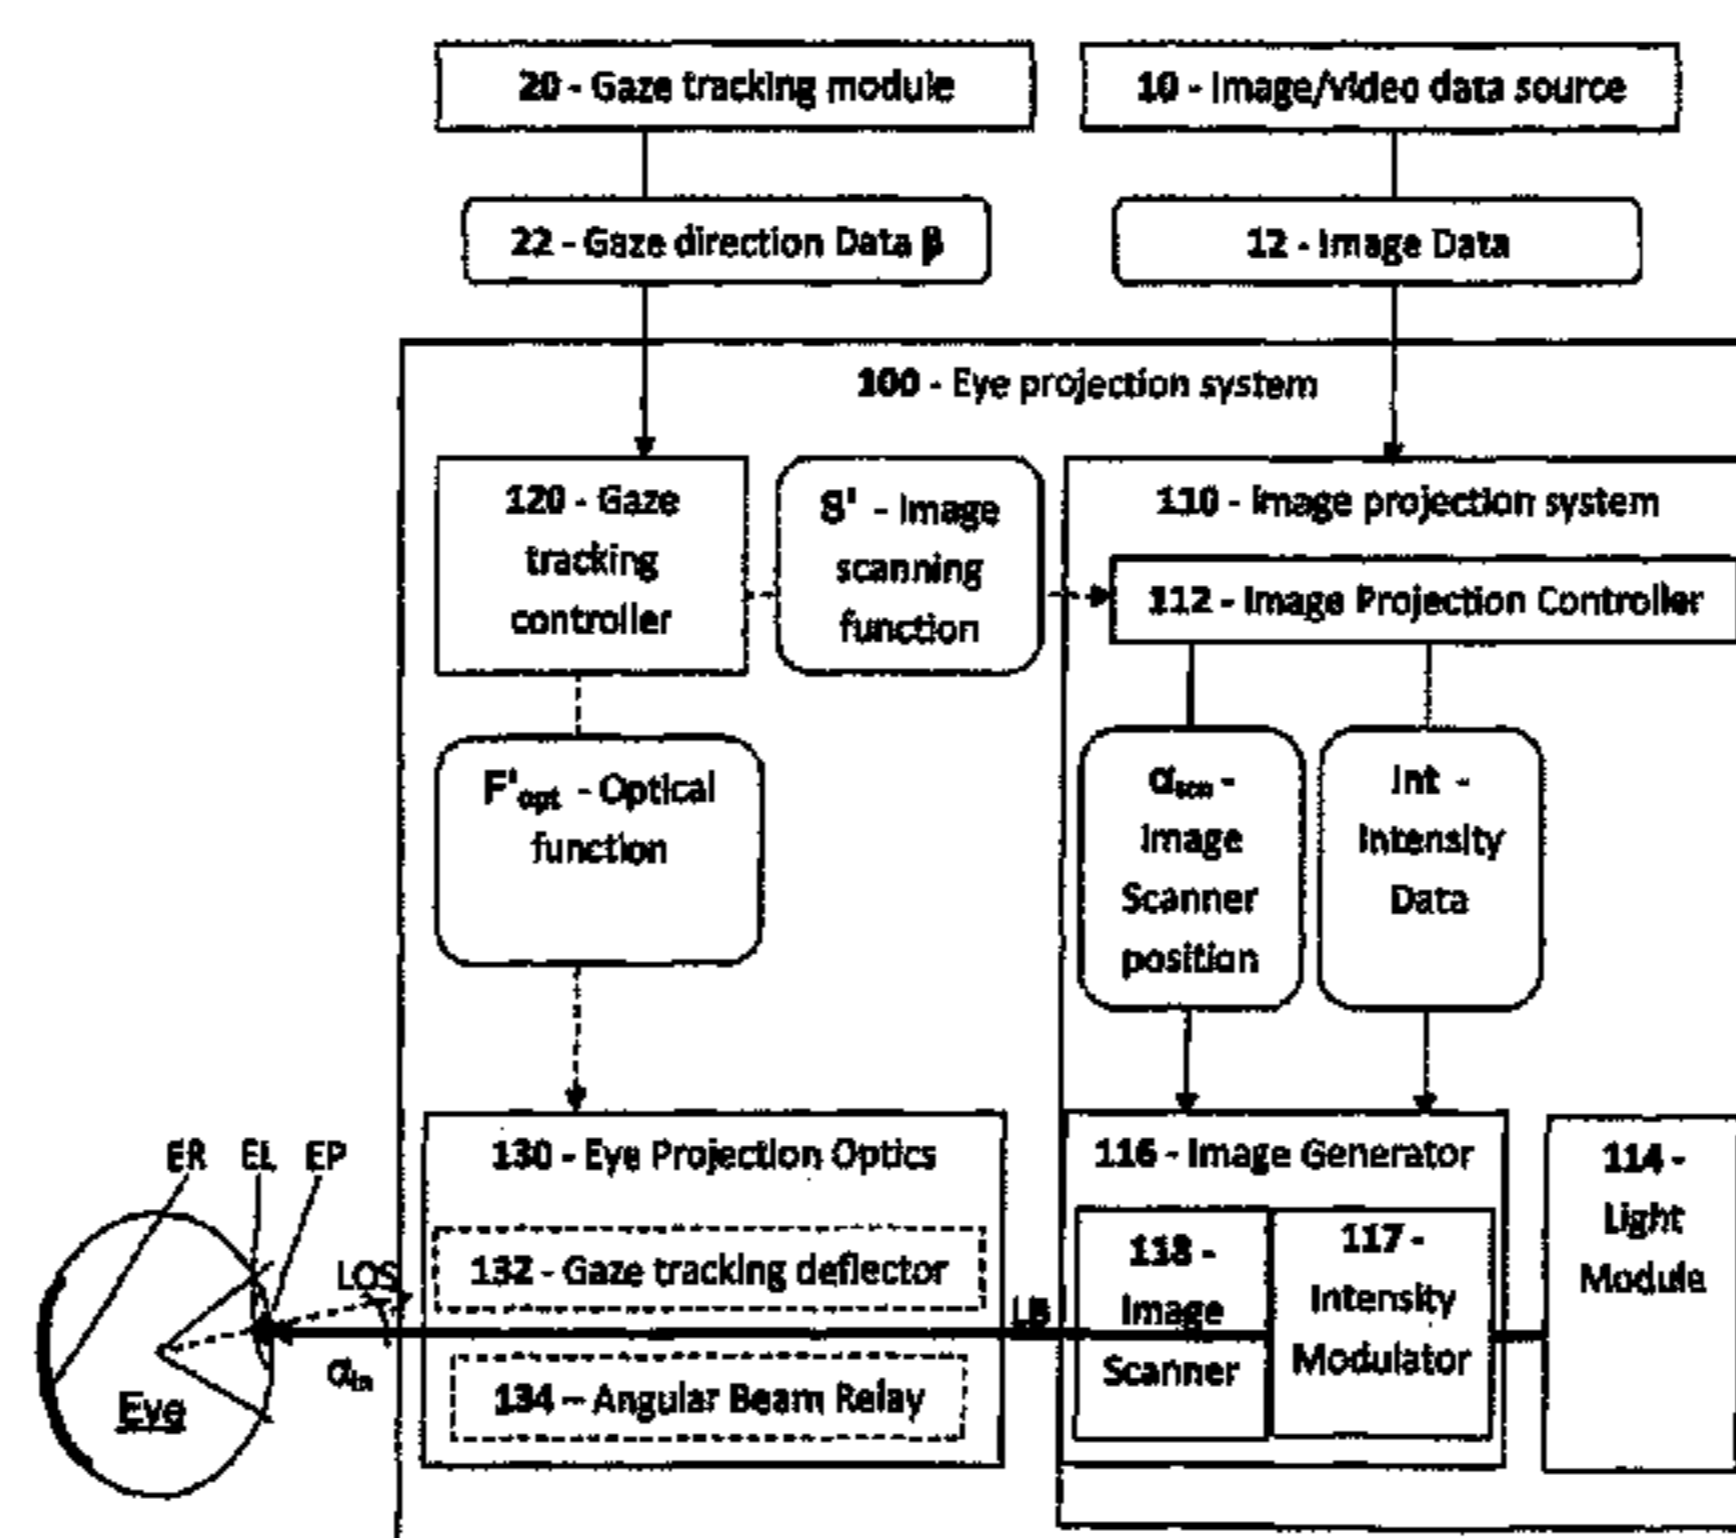 20 - Gaze tracking module
10 - Image/video data source
22 - Gaze direction Data β
12 - Image Data
100 - Eye projection system
120 - Gaze
tracking
controller
S' - Image
scanning
function
110 - Image projection system
112 - Image Projection Controller
F'opt - Optical
function
αscn -
Image
Scanner
position
Int -
Intensity
Data
ER
EL
EP
LOS
αin
Eye
130 - Eye Projection Optics
132 - Gaze tracking deflector
134 – Angular Beam Relay
LB
116 - Image Generator
118 -
Image
Scanner
117 -
Intensity
Modulator
114 -
Light
Module